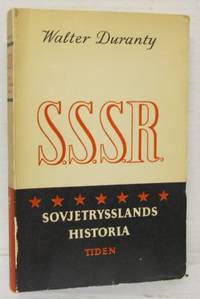 Walter Duranty
S.S.S.R.
SOVJETRYSSLANDS
HISTORIA
TIDEN